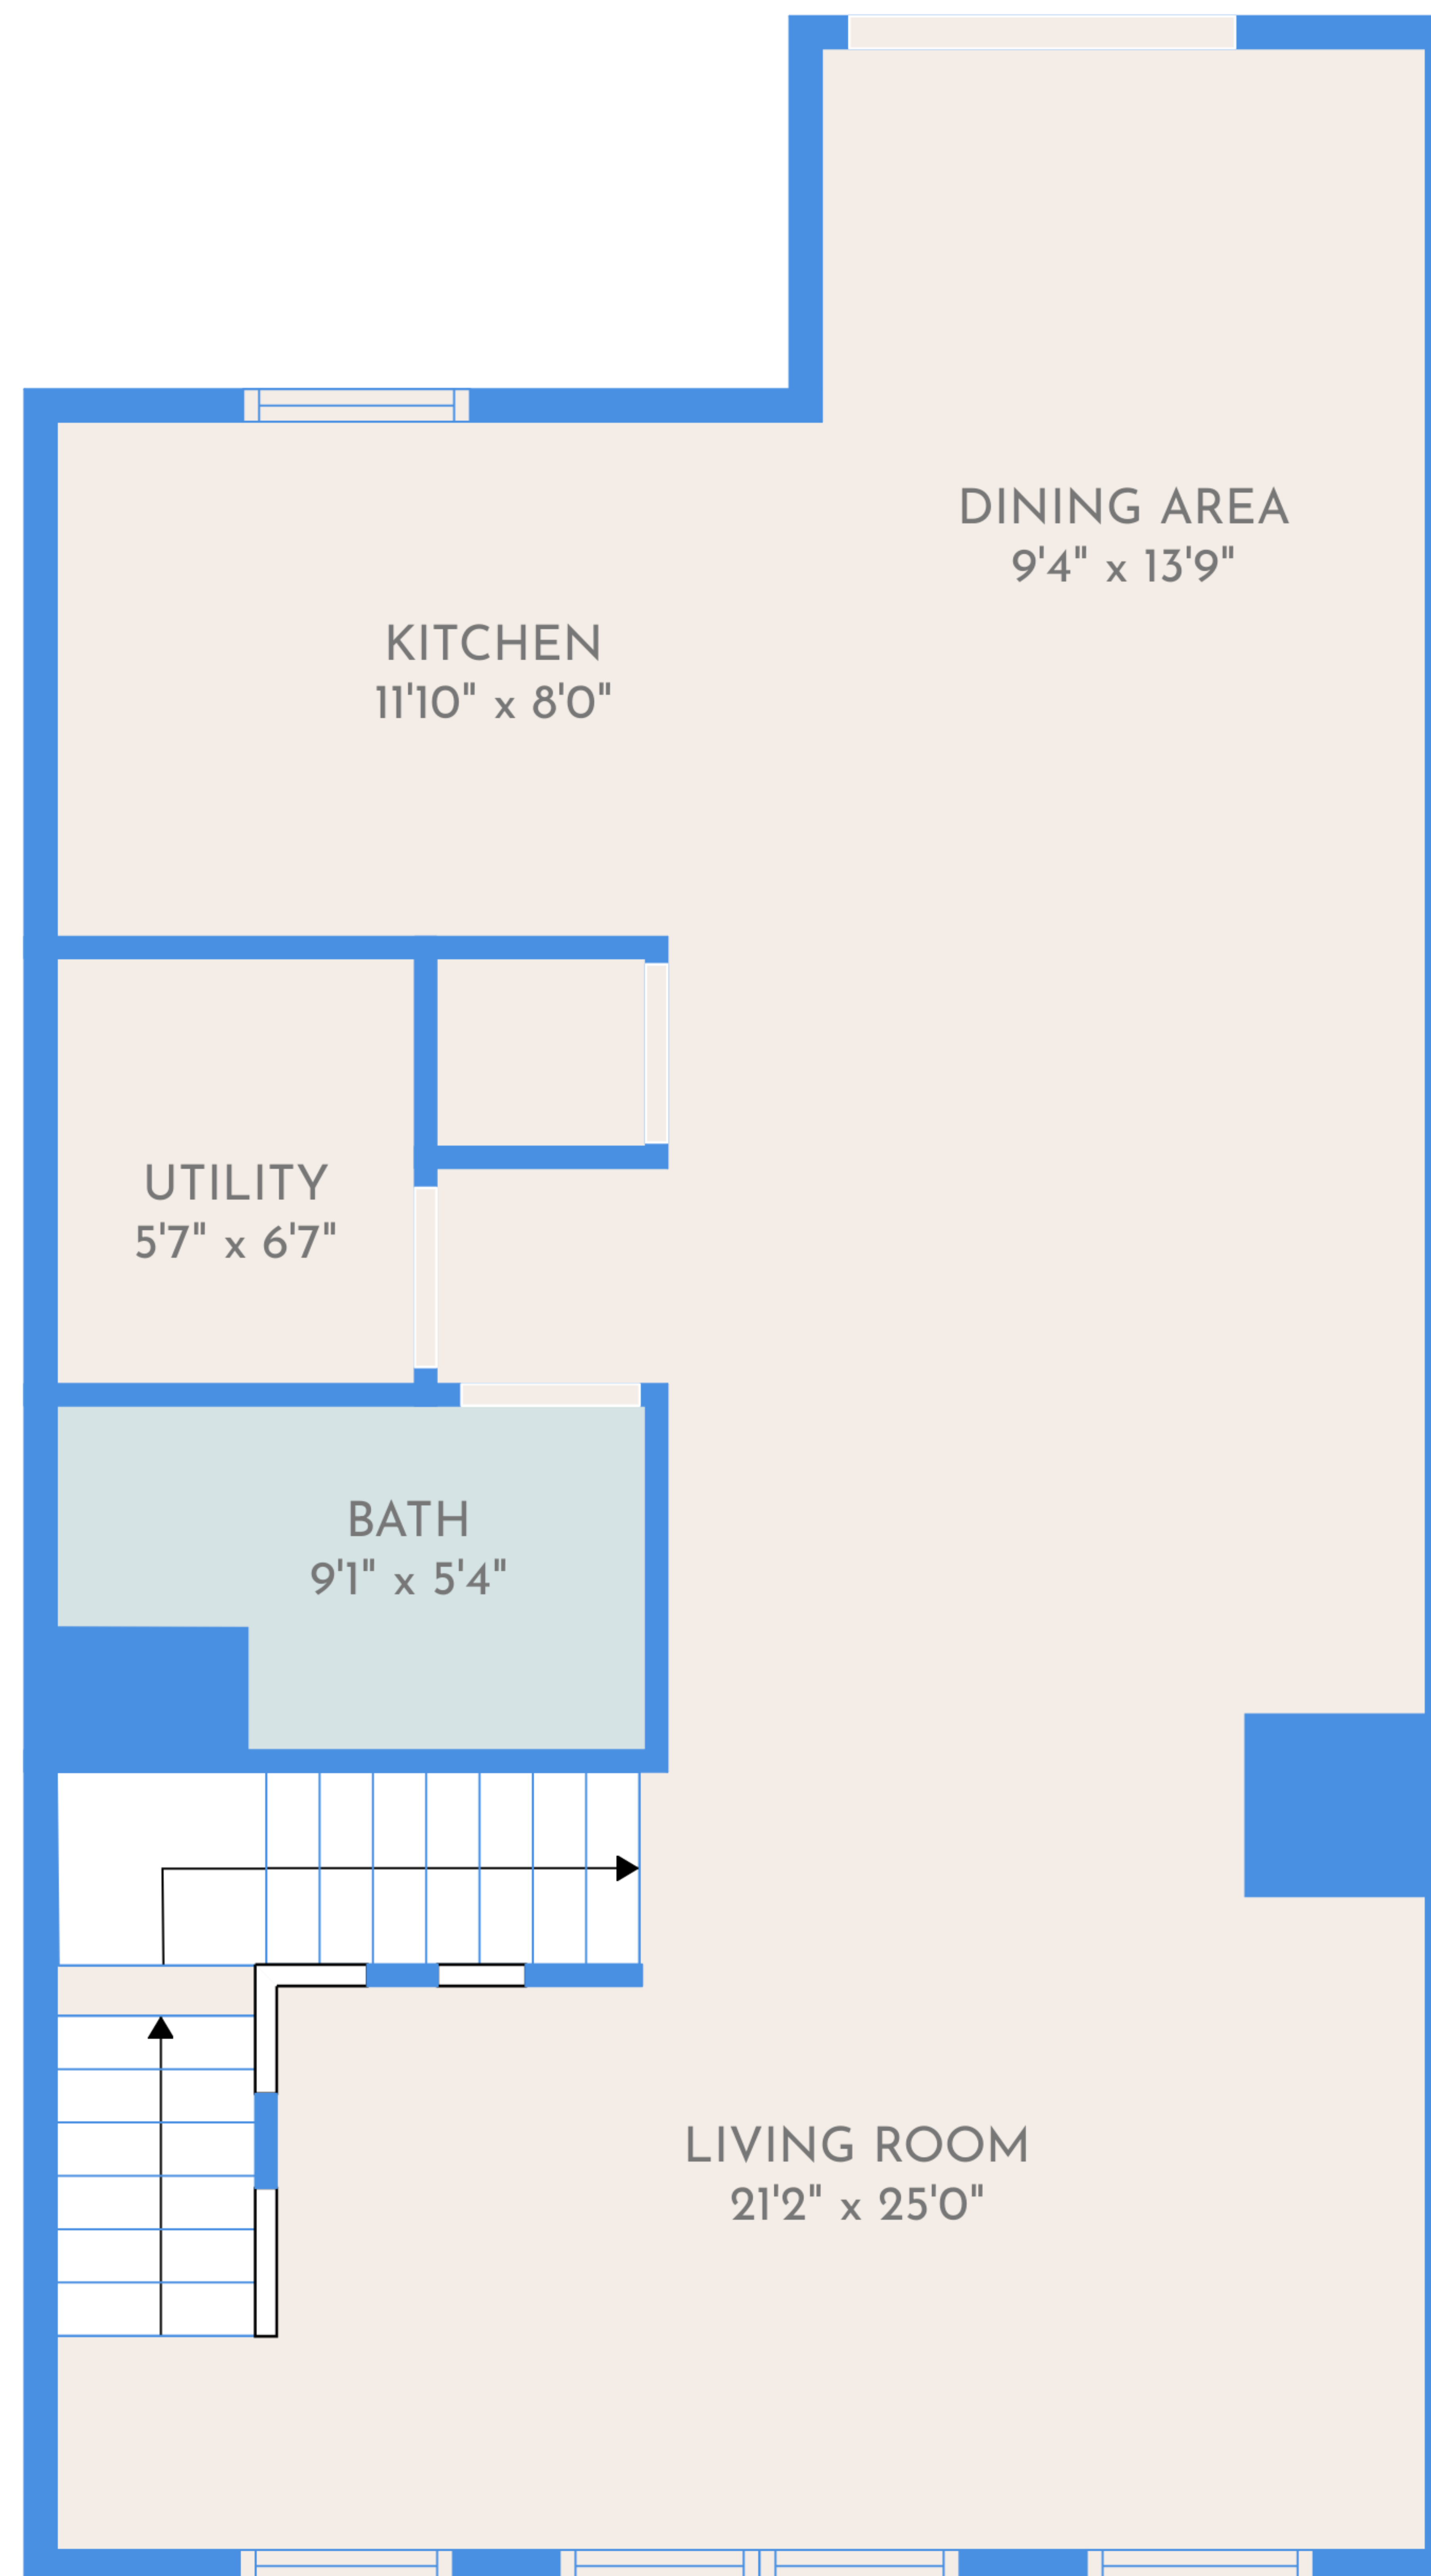 DINING AREA
9'4" x 13'9"
KITCHEN
11'10" x 8'0"
UTILITY
5'7" x 6'7"
BATH
9'1" x 5'4"
LIVING ROOM
21'2" x 25'0"